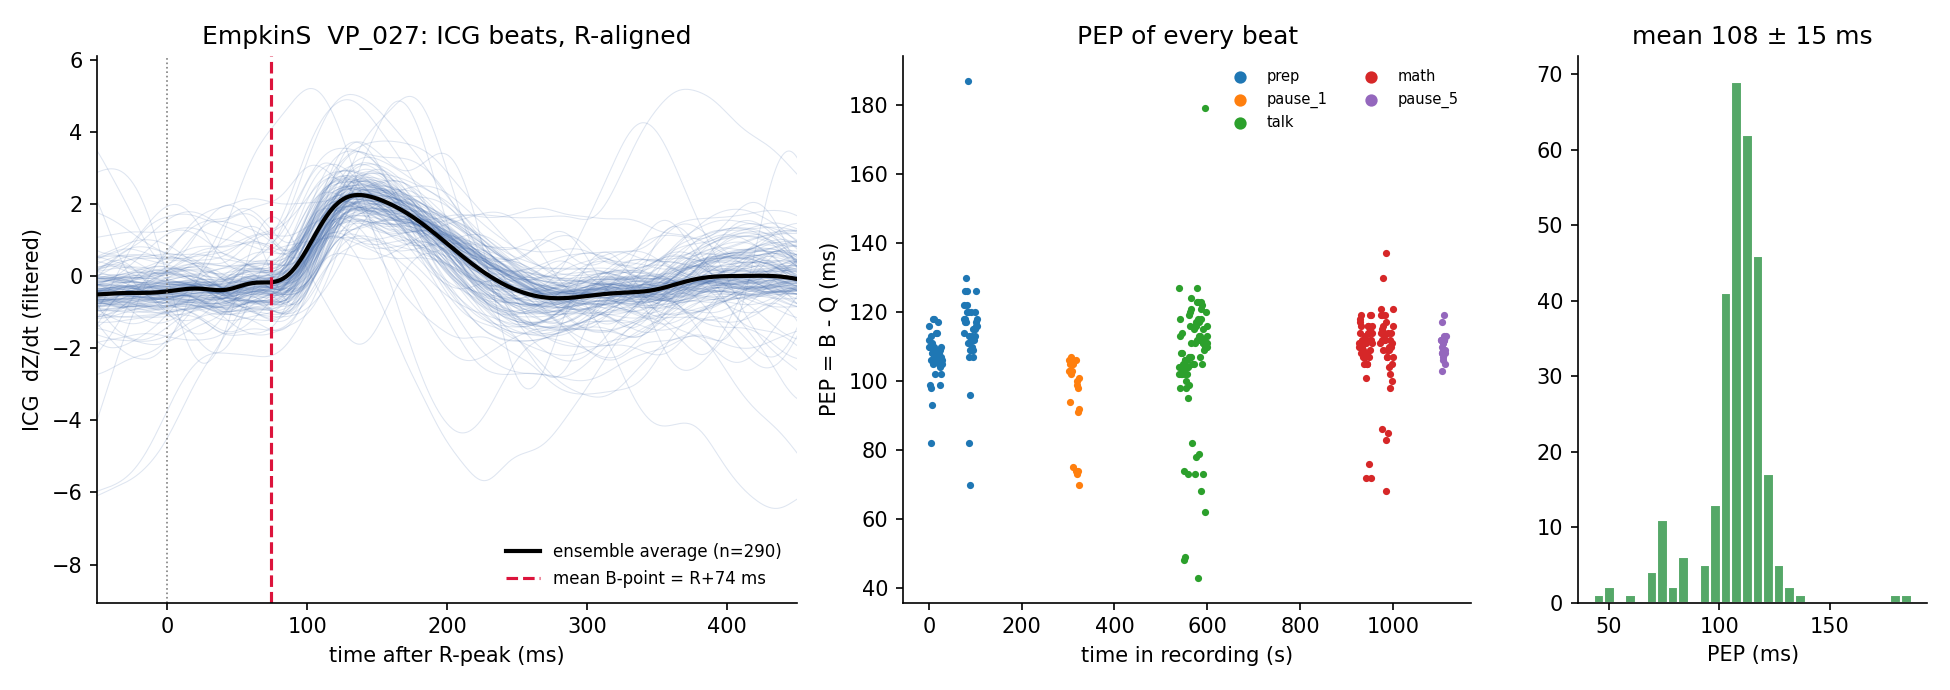 EmpkinS  VP_027: ICG beats, R-aligned
ICG  dZ/dt (filtered)
6
4
2
0
−2
−4
−6
−8
0
100
200
300
400
time after R-peak (ms)
ensemble average (n=290)
mean B-point = R+74 ms
PEP of every beat
PEP = B - Q (ms)
180
160
140
120
100
80
60
40
0
200
400
600
800
1000
time in recording (s)
prep
pause_1
talk
math
pause_5
mean 108 ± 15 ms
70
60
50
40
30
20
10
0
50
100
150
PEP (ms)